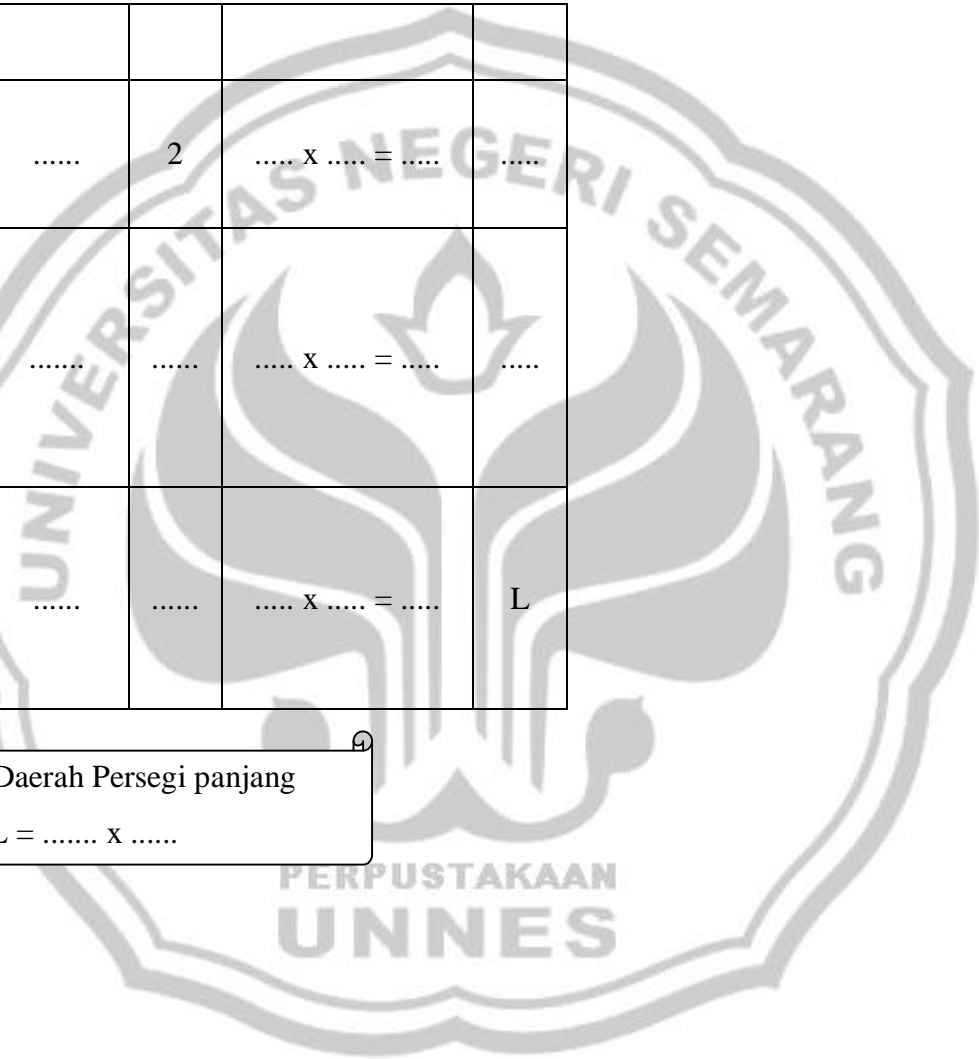 ...... 2 ..... x ..... = ..... .....
....... ...... ..... x ..... = ..... .....
...... ...... ..... x ..... = ..... L
Daerah Persegi panjang
= ....... x ......
UNIVERSITAS NEGERI SEMARANG
PERPUSTAKAAN
UNNES